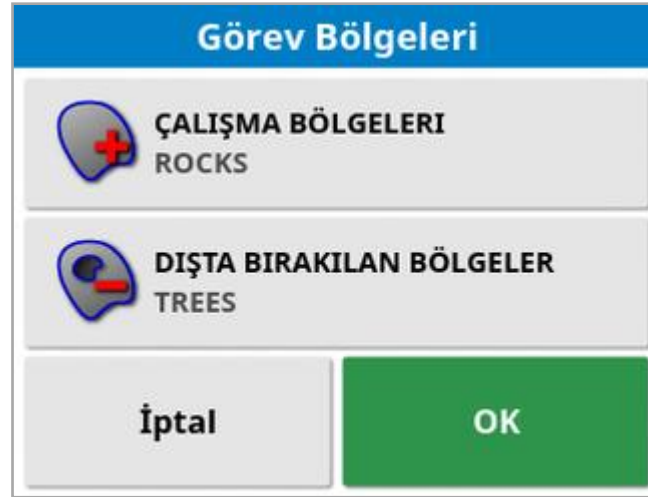 Görev Bölgeleri
ÇALIŞMA BÖLGELERI
ROCKS
DIŞTA BIRAKILAN BÖLGELER
TREES
İptal
OK